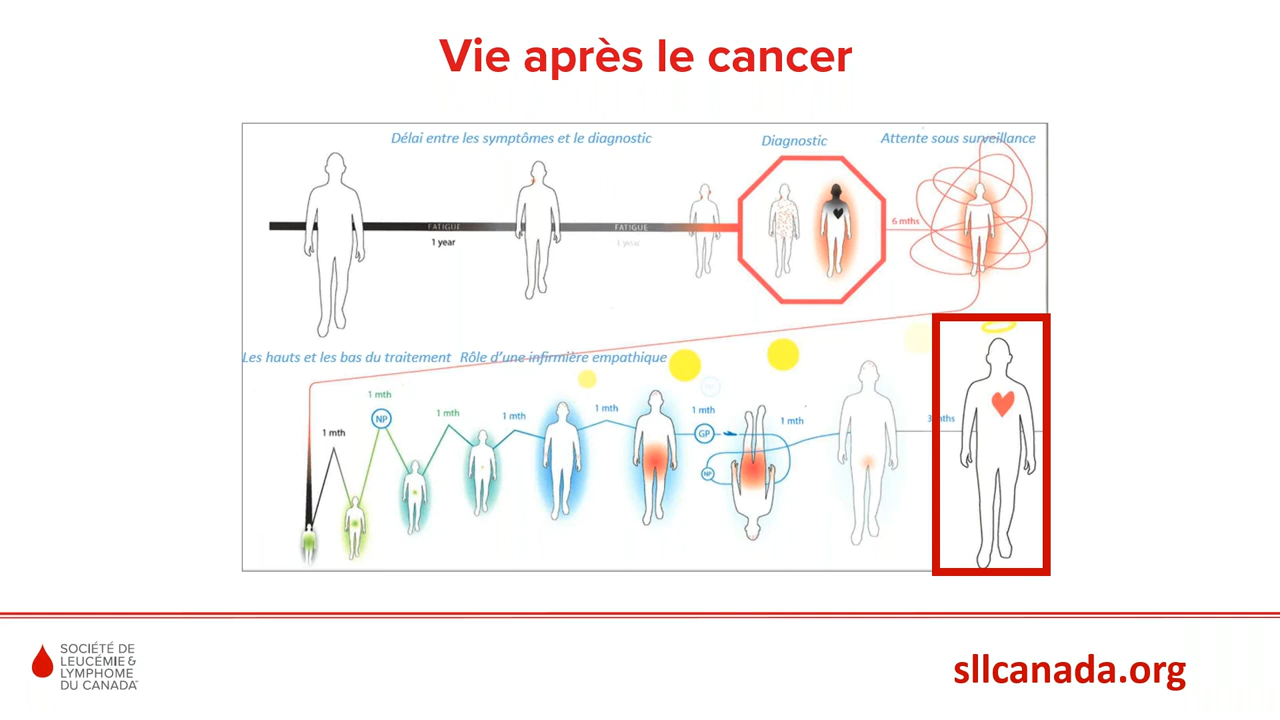 Vie après le cancer
Délai entre les symptômes et le diagnostic
Diagnostic
Attente sous surveillance
FATIGUE
FATIGUE
1 year
1 year
6 mths
Les hauts et les bas du traitement
Rôle d'une infirmière empathique
1 mth
NP
1 mth
1 mth
1 mth
1 mth
1 mth
GP
NP
1 mth
mths
SOCIÉTÉ DE
LEUCÉMIE &
LYMPHOME
DU CANADA
sllcanada.org